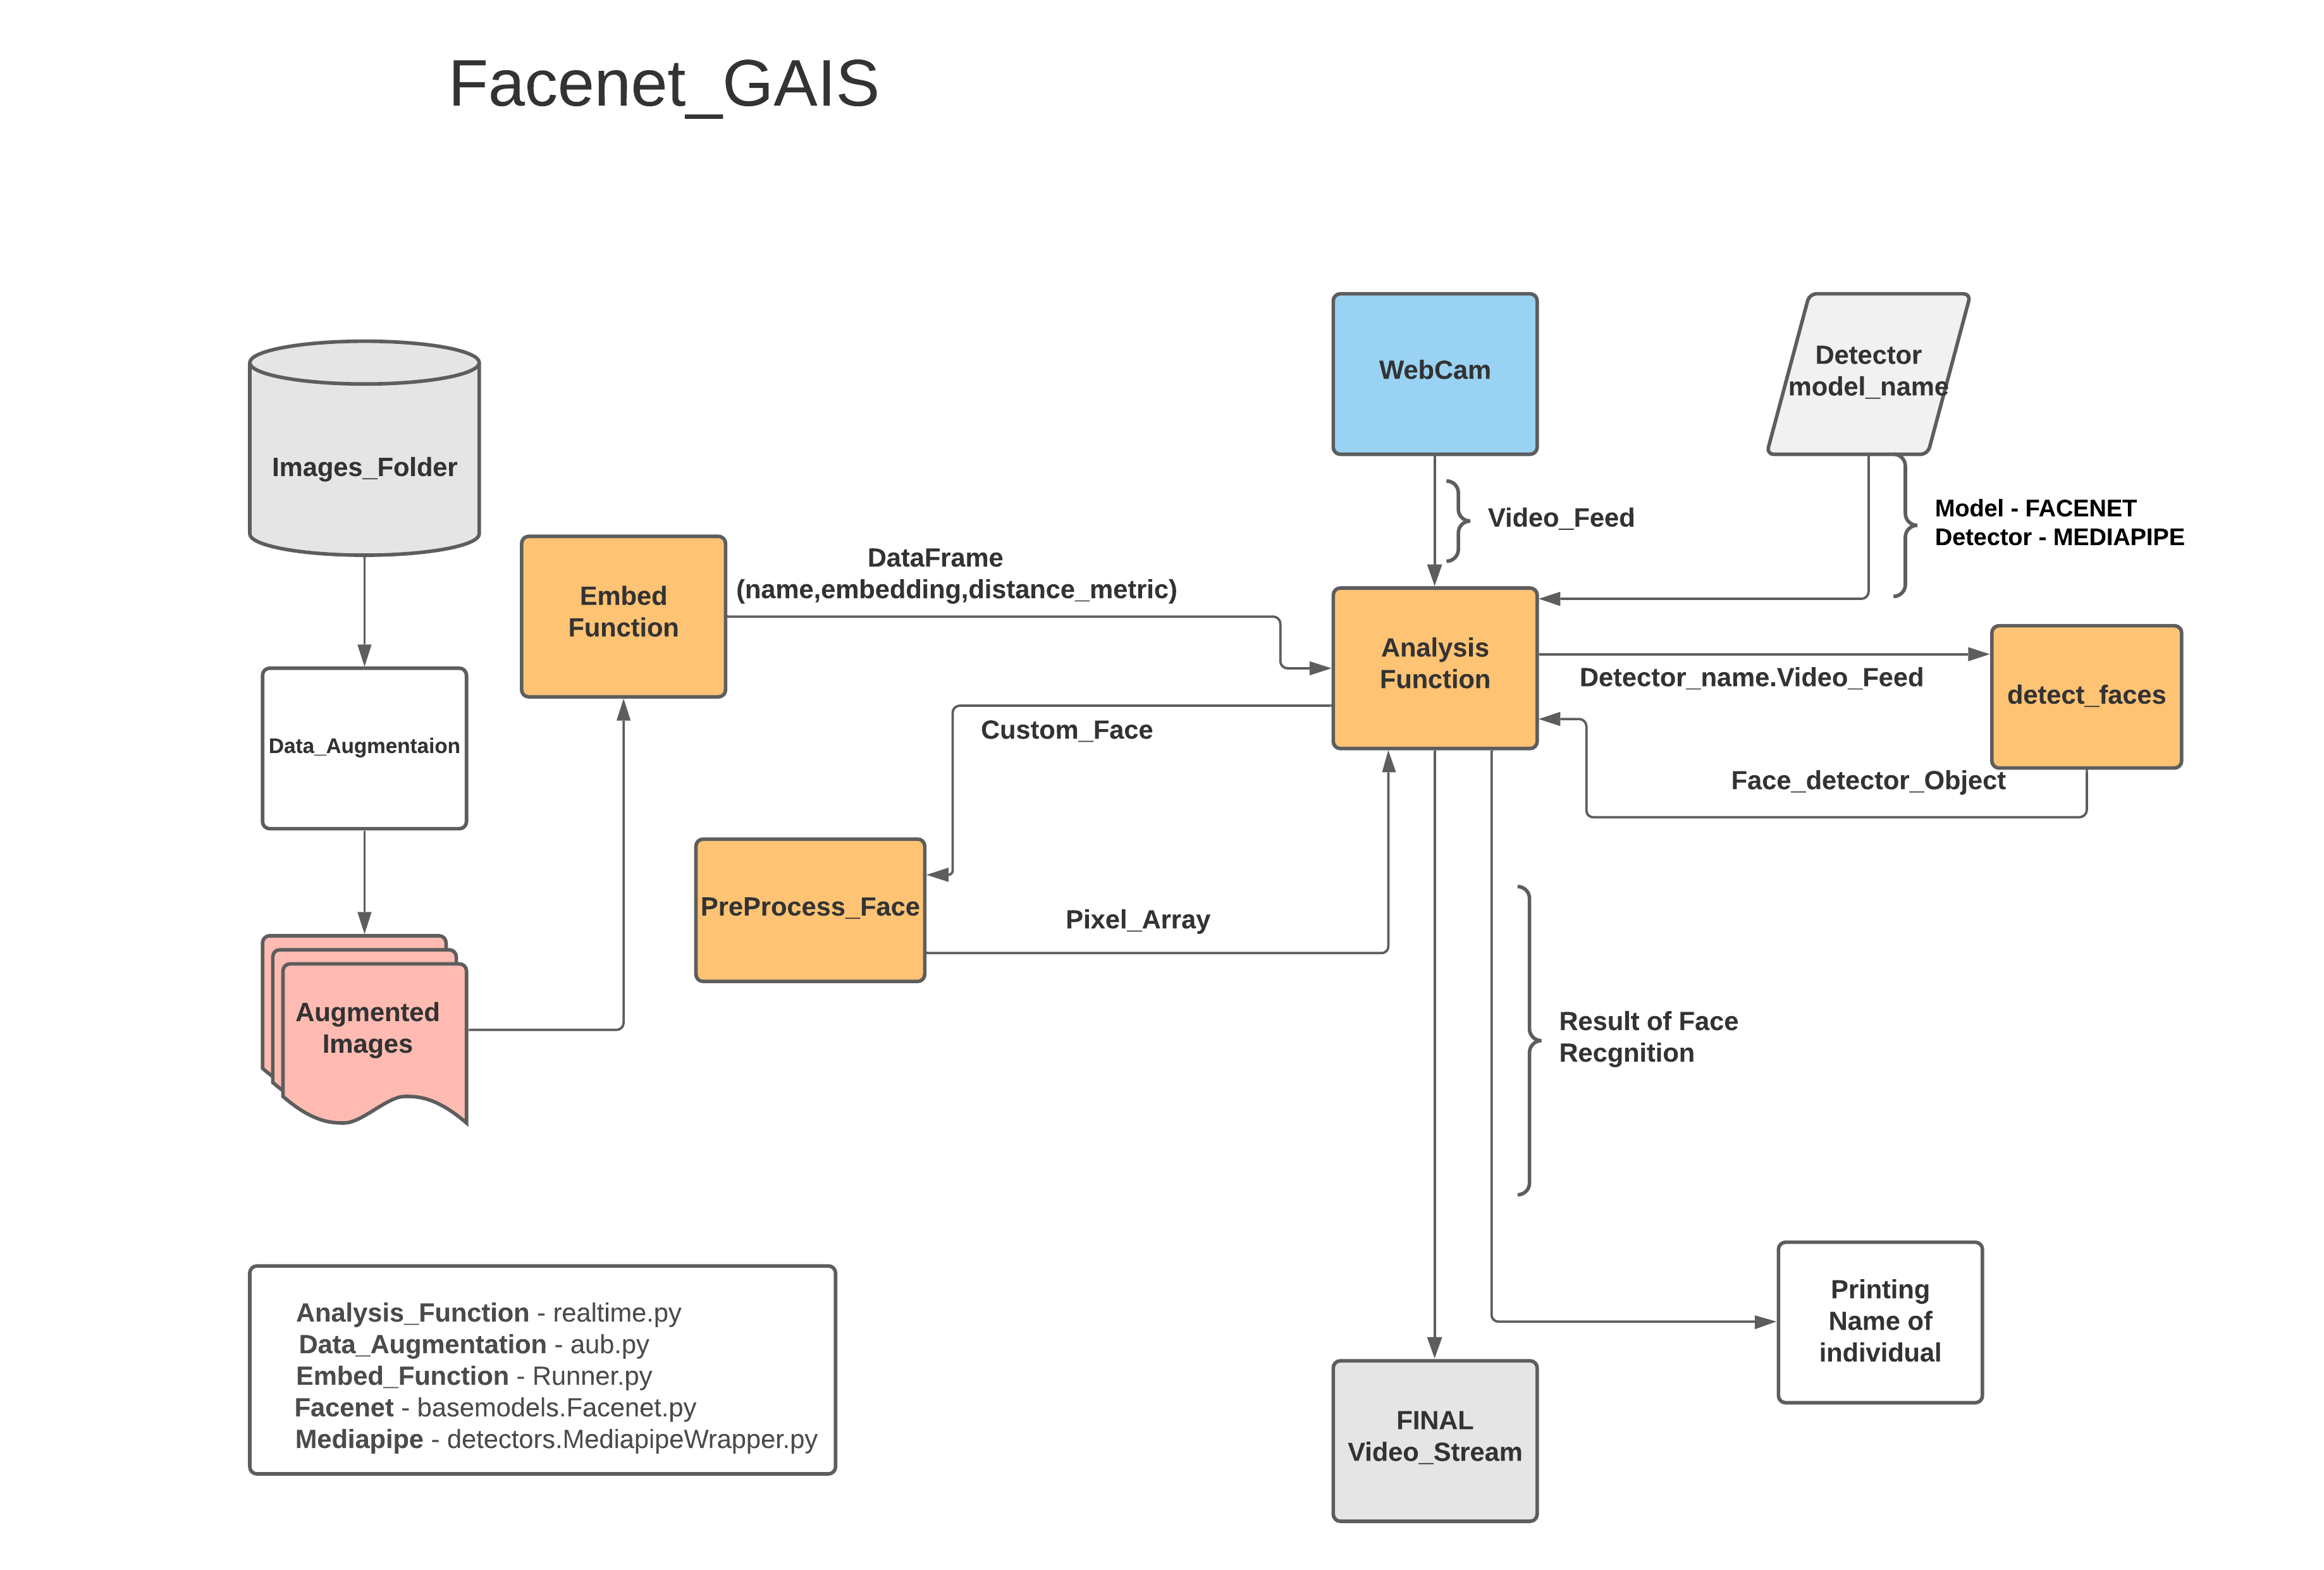 Facenet_GAIS
WebCam
Detector
model_name
Images_Folder
Video_Feed
Model - FACENET
Detector - MEDIAPIPE
Embed
Function
DataFrame
(name,embedding,distance_metric)
Analysis
Function
Detector_name.Video_Feed
detect_faces
Data_Augmentaion
Custom_Face
Face_detector_Object
PreProcess_Face
Pixel_Array
Augmented
Images
Result of Face
Recgnition
Printing
Name of
individual
Analysis_Function - realtime.py
Data_Augmentation - aub.py
Embed_Function - Runner.py
Facenet - basemodels.Facenet.py
Mediapipe - detectors.MediapipeWrapper.py
FINAL
Video_Stream